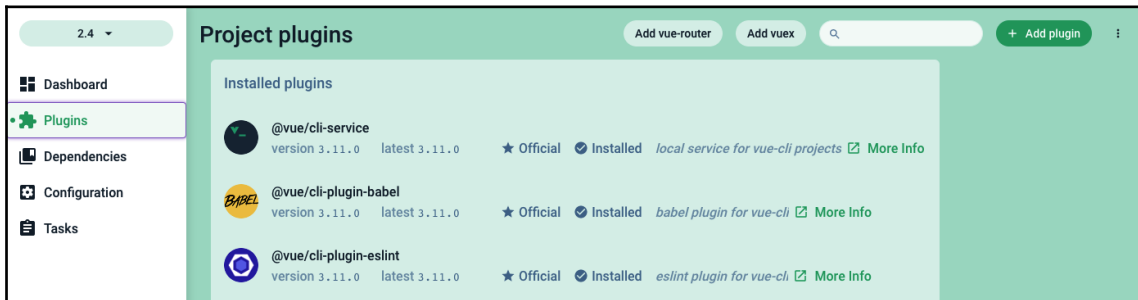 2.4
Project plugins
Add vue-router
Add vuex
+ Add plugin
Dashboard
Plugins
Dependencies
Configuration
Tasks
Installed plugins
@vue/cli-service
version 3.11.0 latest 3.11.0 Official Installed local service for vue-cli projects More Info
BABEL
@vue/cli-plugin-babel
version 3.11.0 latest 3.11.0 Official Installed babel plugin for vue-cli More Info
@vue/cli-plugin-eslint
version 3.11.0 latest 3.11.0 Official Installed eslint plugin for vue-cli More Info